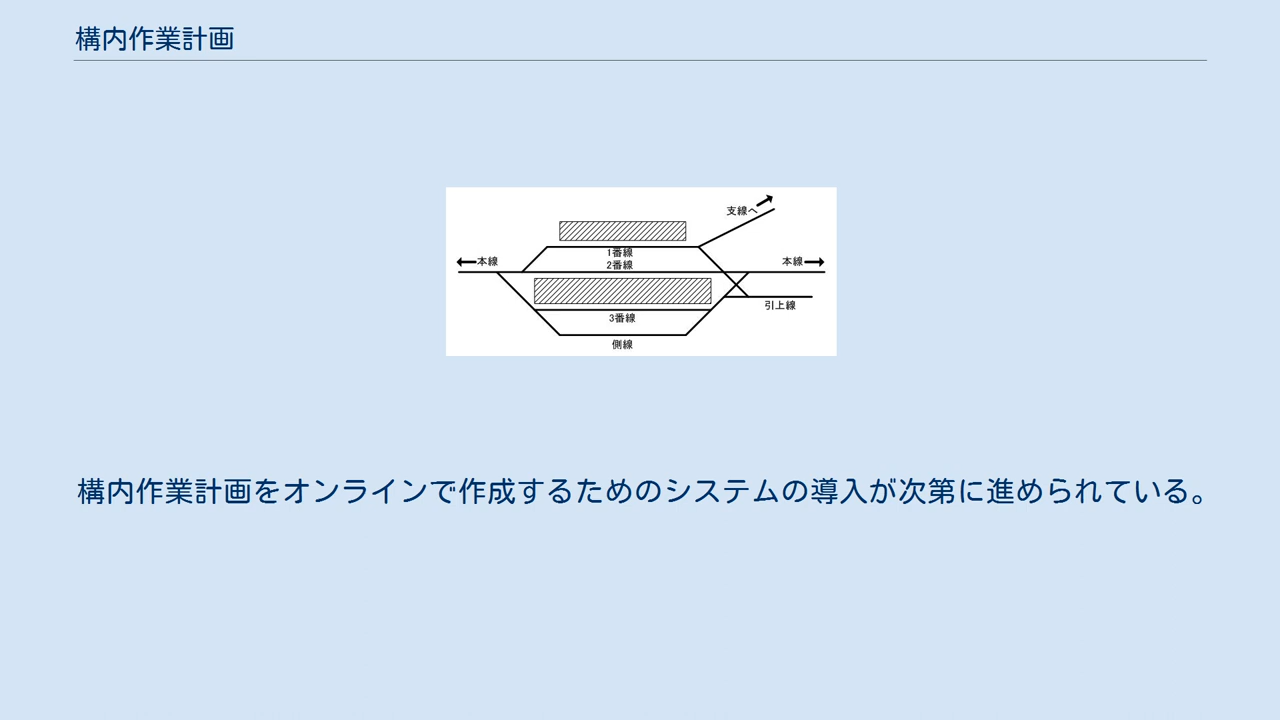 構内作業計画
支線へ
1番線
本線
2番線
本線
引上線
3番線
側線
構内作業計画をオンラインで作成するためのシステムの導入が次第に進められている。